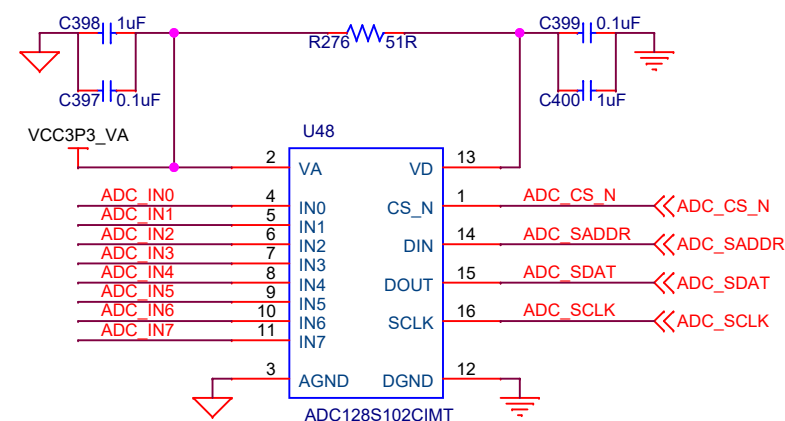 C398 1uF
C399 0.1uF
R276 51R
C397 0.1uF
C400 1uF
VCC3P3_VA
U48
2 VA VD 13
ADC_IN0 4 IN0 CS_N 1 ADC_CS_N ADC_CS_N
ADC_IN1 5 IN1
ADC_IN2 6 IN2 DIN 14 ADC_SADDR ADC_SADDR
ADC_IN3 7 IN3
ADC_IN4 8 IN4 DOUT 15 ADC_SDAT ADC_SDAT
ADC_IN5 9 IN5
ADC_IN6 10 IN6 SCLK 16 ADC_SCLK ADC_SCLK
ADC_IN7 11 IN7
3 AGND DGND 12
ADC128S102CIMT